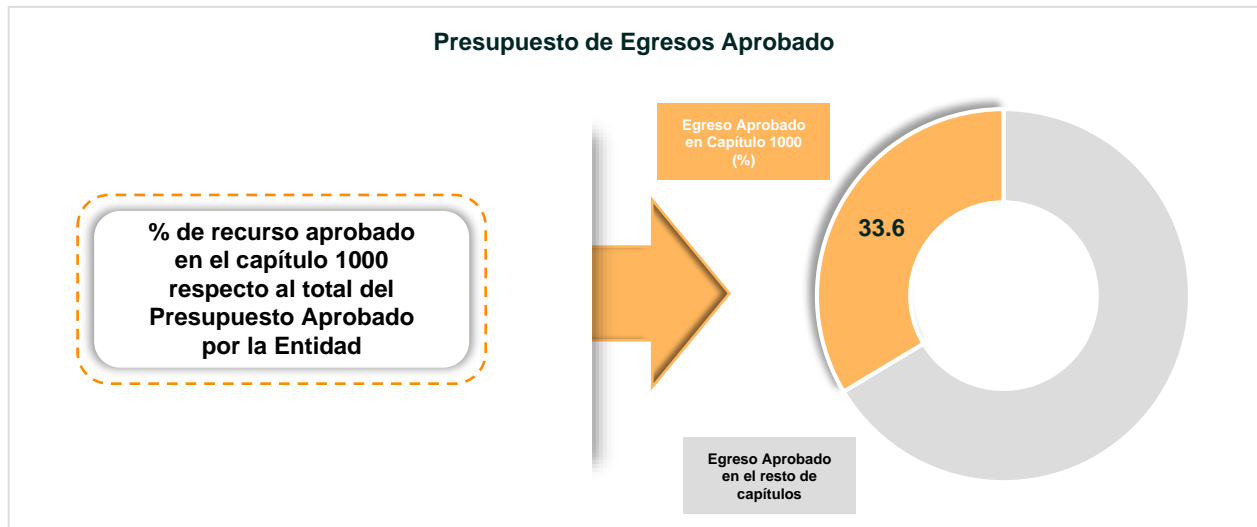 Presupuesto de Egresos Aprobado
% de recurso aprobado
en el capítulo 1000
respecto al total del
Presupuesto Aprobado
por la Entidad
Egreso Aprobado
en Capítulo 1000
(%)
33.6
Egreso Aprobado
en el resto de
capítulos